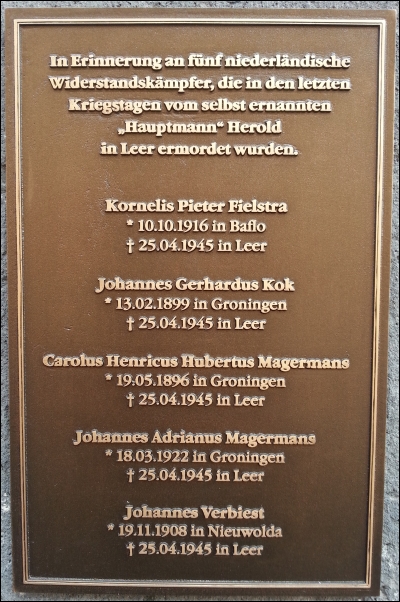 In Erinnerung an fünf niederländische
Widerstandskämpfer, die in den letzten
Kriegstagen vom selbst ernannten
„Hauptmann“ Herold
in Leer ermordet wurden.
Kornelis Pieter Fielstra
* 10.10.1916 in Baflo
† 25.04.1945 in Leer
Johannes Gerhardus Kok
* 13.02.1899 in Groningen
† 25.04.1945 in Leer
Carolus Henricus Hubertus Magermans
* 19.05.1896 in Groningen
† 25.04.1945 in Leer
Johannes Adrianus Magermans
* 18.03.1922 in Groningen
† 25.04.1945 in Leer
Johannes Verbiest
* 19.11.1908 in Nieuwolda
† 25.04.1945 in Leer